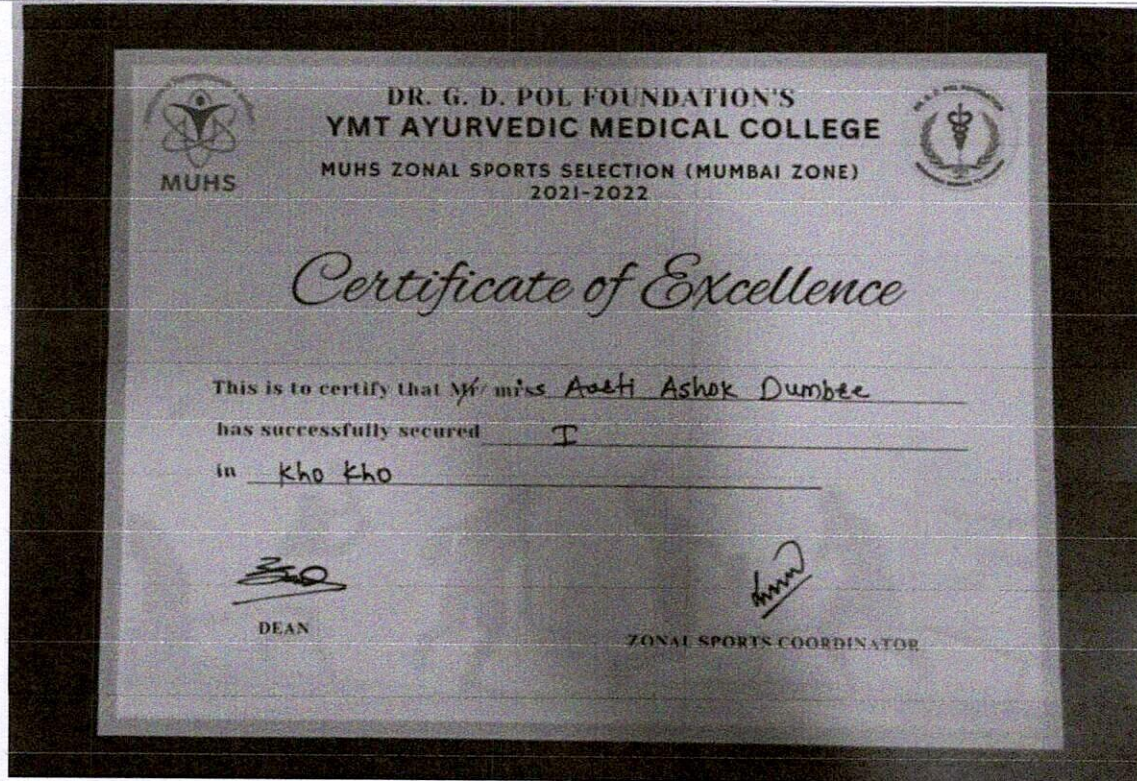 DR. G. D. POL FOUNDATION'S
YMT AYURVEDIC MEDICAL COLLEGE
MUHS ZONAL SPORTS SELECTION (MUMBAI ZONE)
2021-2022
MUHS
Certificate of Excellence
This is to certify that Mr/ miss Aarti Ashok Dumbre
has successfully secured I
in Kho Kho
DEAN
ZONAL SPORTS COORDINATOR